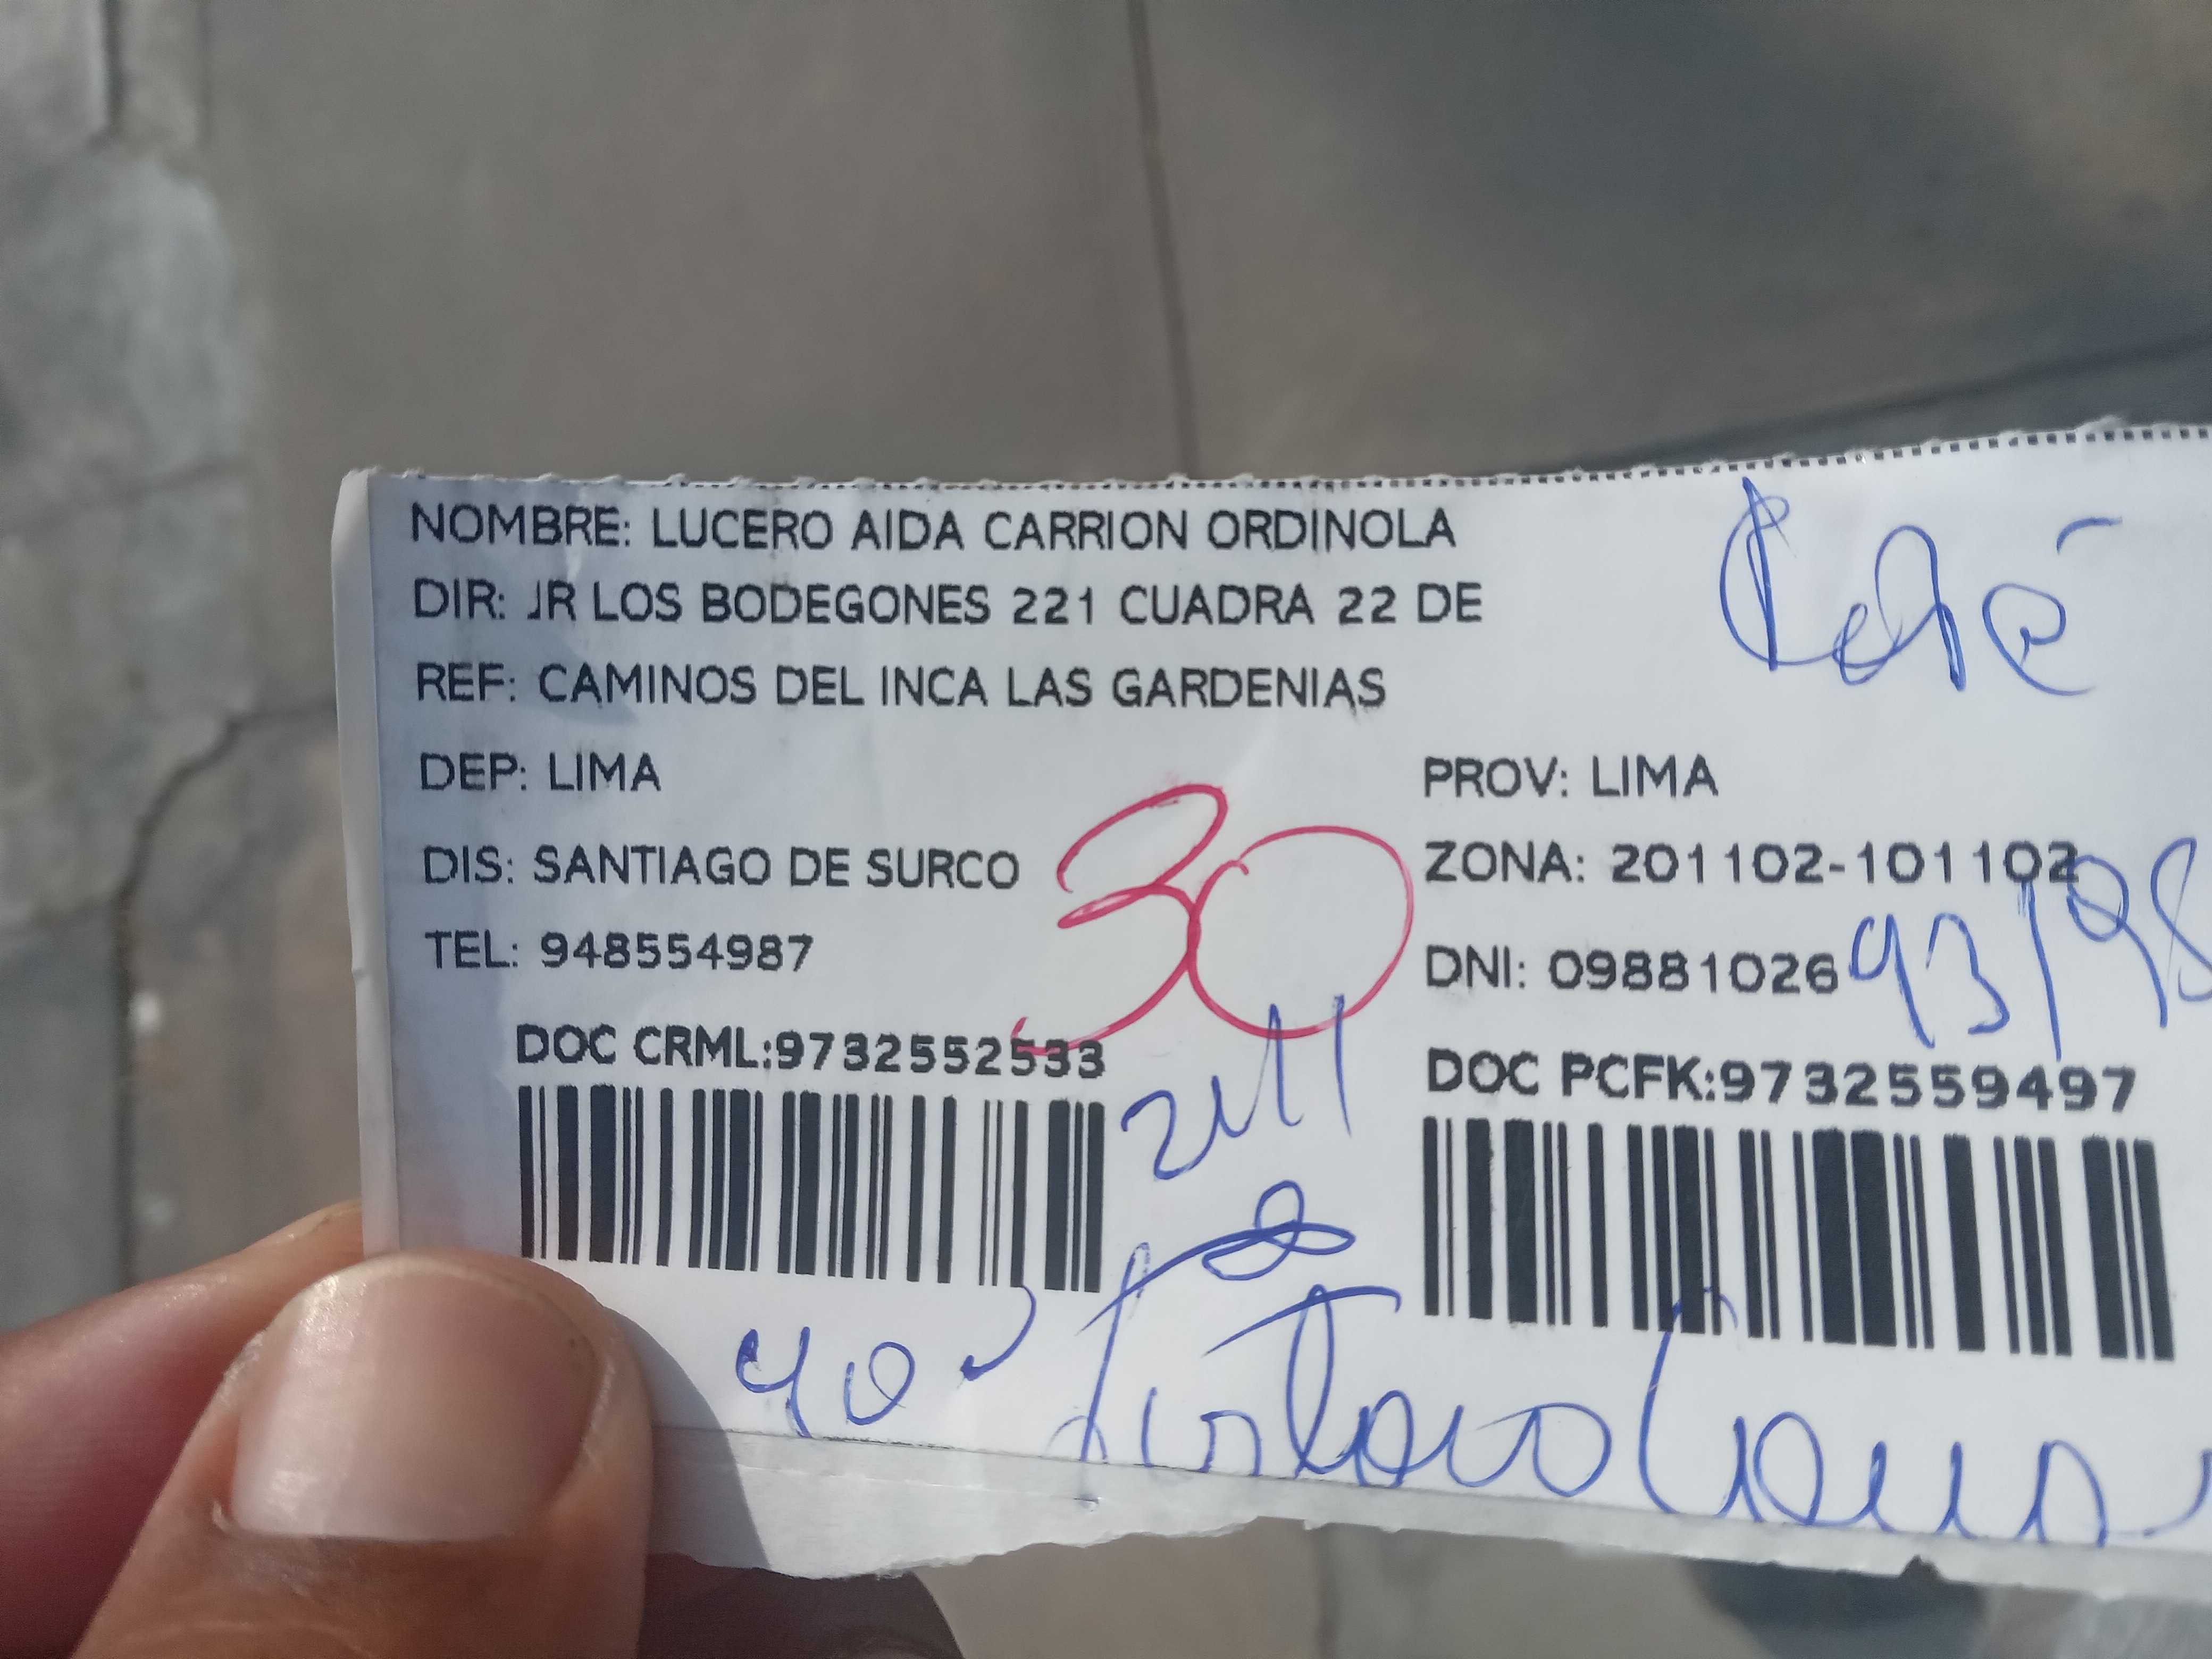 NOMBRE: LUCERO AIDA CARRION ORDINOLA
DIR: JR LOS BODEGONES 221 CUADRA 22 DE
REF: CAMINOS DEL INCA LAS GARDENIAS
DEP: LIMA
PROV: LIMA
DIS: SANTIAGO DE SURCO
30
ZONA: 201102-101102
TEL: 948554987
DNI: 09881026
93/98
DOC CRML:9732552533
DOC PCFK:9732559497